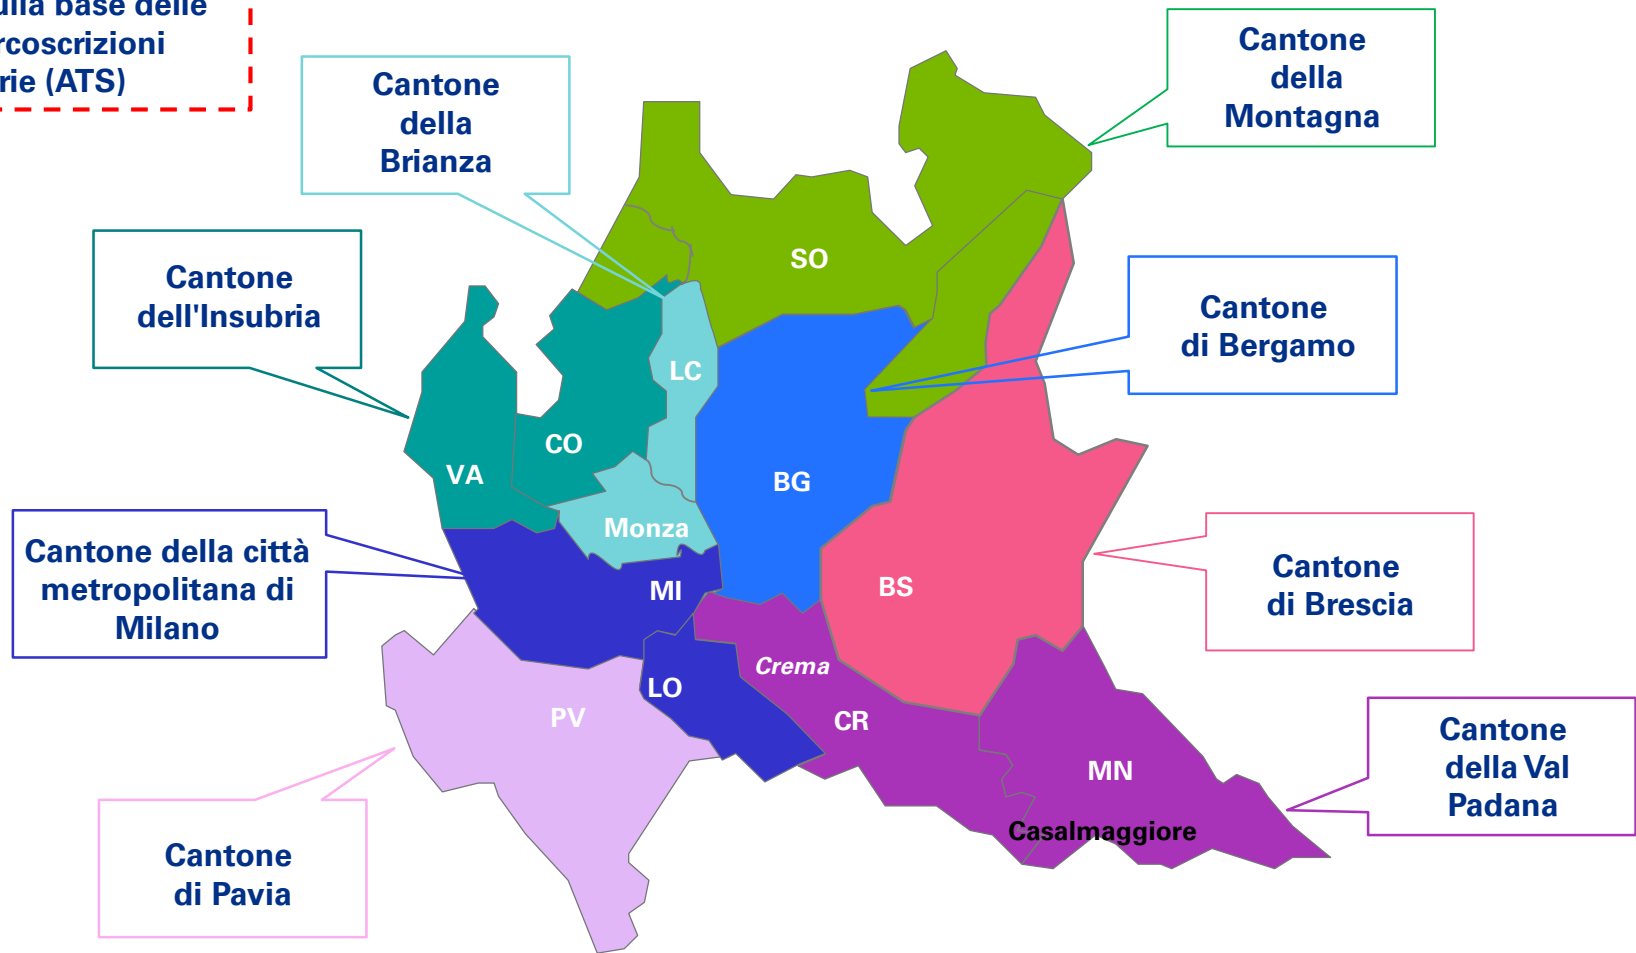 sulla base delle
rcoscrizioni
rie (ATS)
Cantone
della
Brianza
Cantone
della
Montagna
Cantone
dell'Insubria
Cantone
di Bergamo
SO
LC
CO
VA
BG
Monza
Cantone della città
metropolitana di
Milano
MI
BS
Cantone
di Brescia
Crema
LO
PV
CR
MN
Casalmaggiore
Cantone
della Val
Padana
Cantone
di Pavia